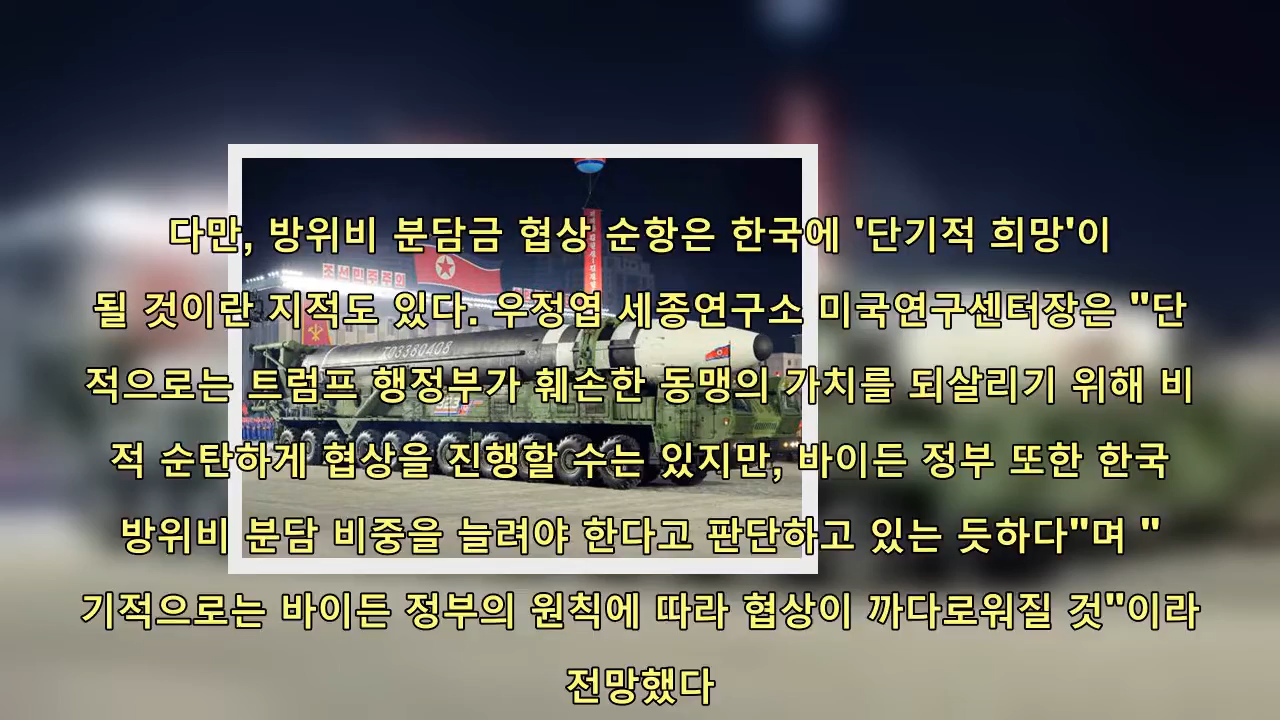 다만, 방위비 분담금 협상 순항은 한국에 '단기적 희망'이
될 것이란 지적도 있다. 우정엽 세종연구소 미국연구센터장은 "단
적으로는 트럼프 행정부가 훼손한 동맹의 가치를 되살리기 위해 비
적 순탄하게 협상을 진행할 수는 있지만, 바이든 정부 또한 한국
방위비 분담 비중을 늘려야 한다고 판단하고 있는 듯하다"며 "
기적으로는 바이든 정부의 원칙에 따라 협상이 까다로워질 것"이라
전망했다
조선민주주의
T03380408